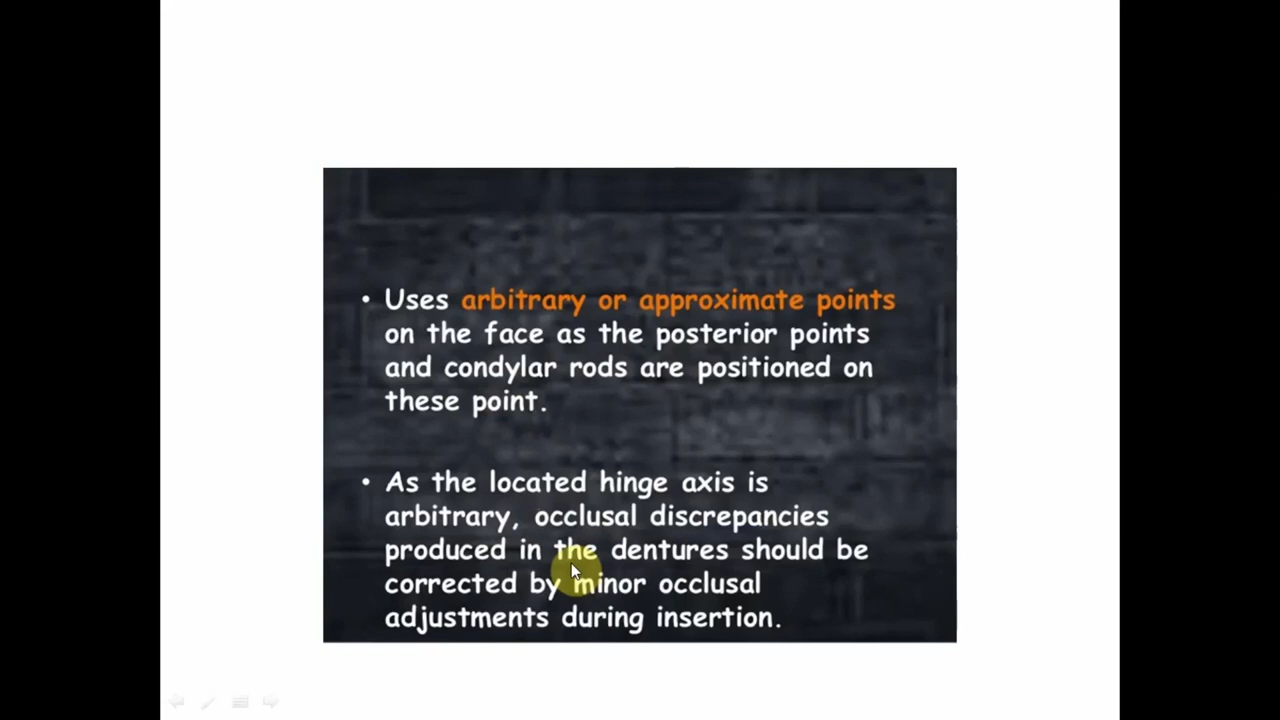 • Uses arbitrary or approximate points
on the face as the posterior points
and condylar rods are positioned on
these point.
• As the located hinge axis is
arbitrary, occlusal discrepancies
produced in the dentures should be
corrected by minor occlusal
adjustments during insertion.